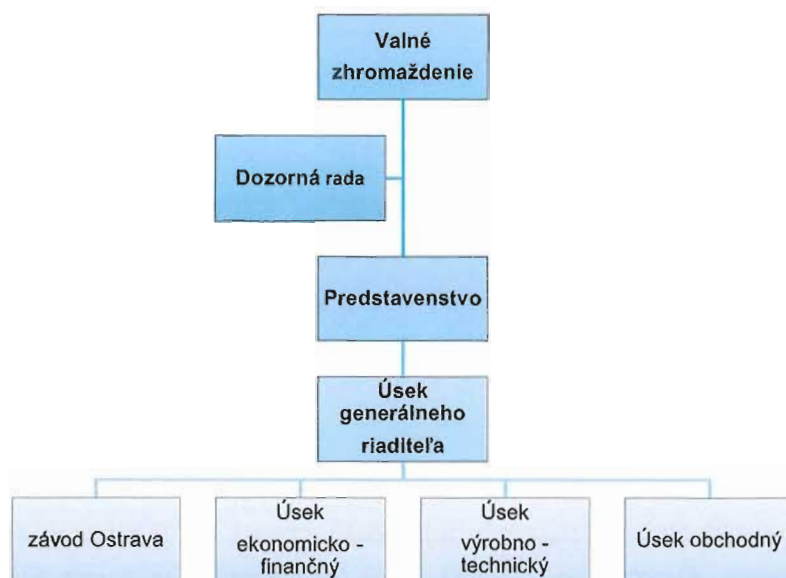 Valné
zhromaždenie
Dozorná rada
Predstavenstvo
Úsek
generálneho
riaditeľa
závod Ostrava
Úsek
ekonomicko -
finančný
Úsek
výrobno -
technický
Úsek obchodný